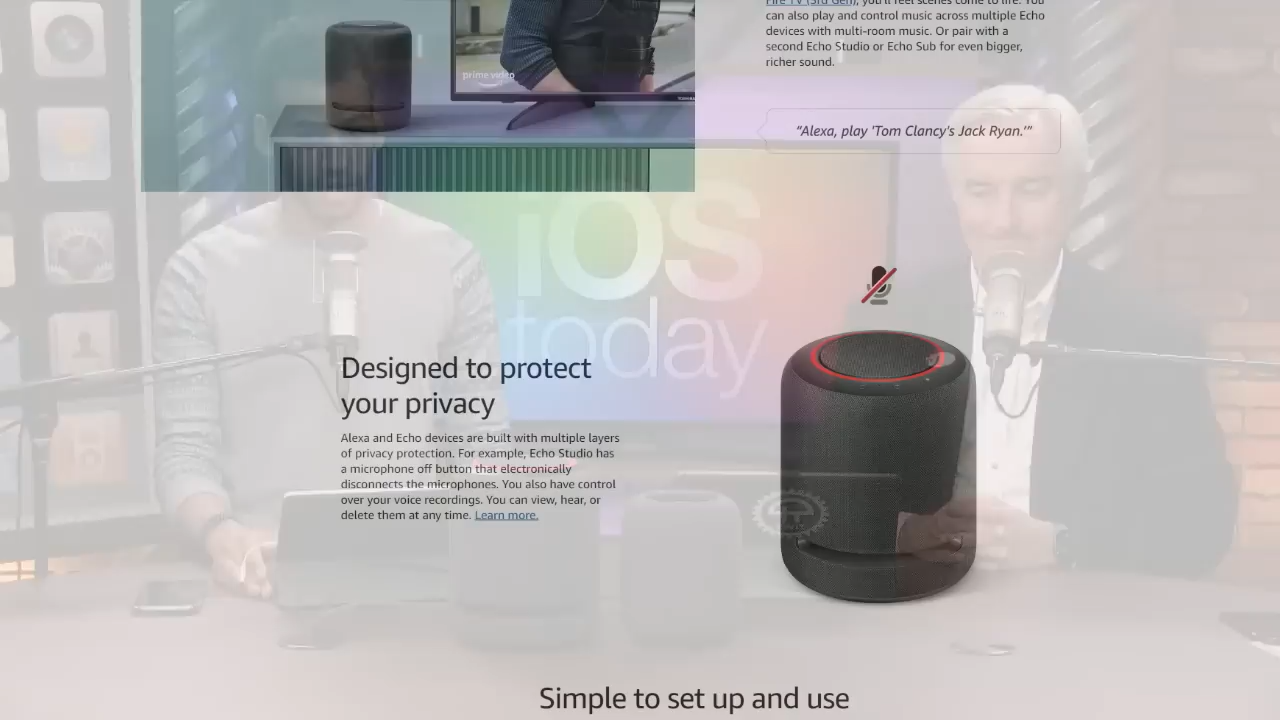 Fire TV (3rd Gen), you'll feel scenes come to life. You
can also play and control music across multiple Echo
devices with multi-room music. Or pair with a
second Echo Studio or Echo Sub for even bigger,
richer sound.
prime video
TOSHIBA
"Alexa, play 'Tom Clancy's Jack Ryan.'"
iOS
today
Designed to protect
your privacy
Alexa and Echo devices are built with multiple layers
of privacy protection. For example, Echo Studio has
a microphone off button that electronically
disconnects the microphones. You also have control
over your voice recordings. You can view, hear, or
delete them at any time. Learn more.
Simple to set up and use